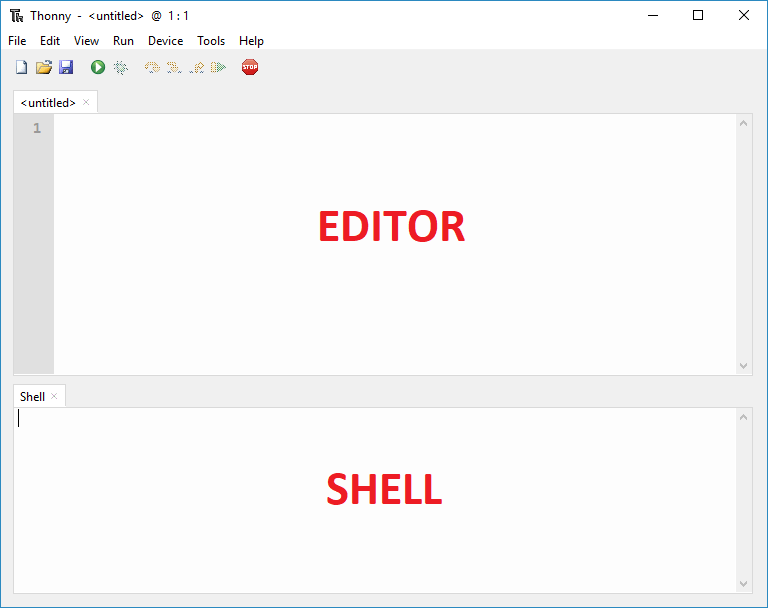 Thonny - <untitled> @ 1 : 1
File Edit View Run Device Tools Help
STOP
<untitled>
1
EDITOR
Shell
SHELL